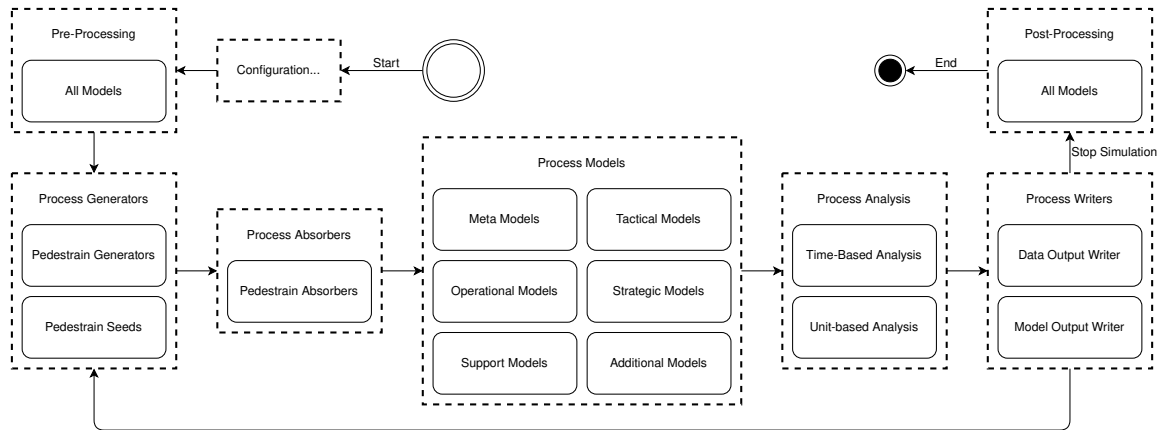 Pre-Processing
All Models
Configuration...
Start
End
Post-Processing
All Models
Stop Simulation
Process Generators
Pedestrain Generators
Pedestrain Seeds
Process Absorbers
Pedestrain Absorbers
Process Models
Meta Models
Tactical Models
Operational Models
Strategic Models
Support Models
Additional Models
Process Analysis
Time-Based Analysis
Unit-based Analysis
Process Writers
Data Output Writer
Model Output Writer